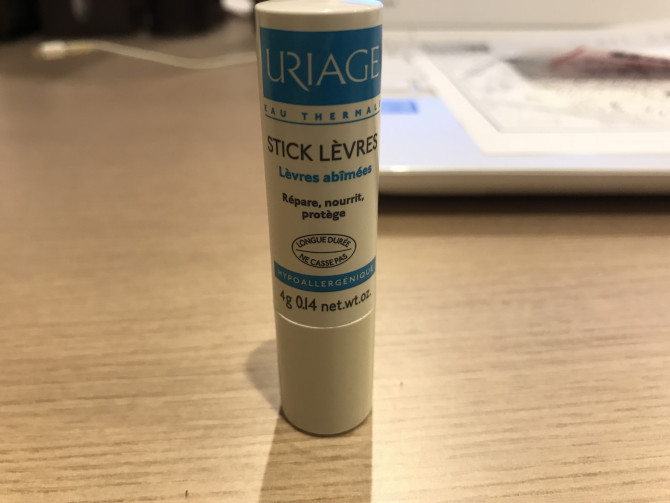 URIAGE
EAU THERMALE
STICK LÈVRES
Lèvres abîmées
Répare, nourrit,
protège
LONGUE DURÉE
NE CASSE PAS
HYPOALLERGÉNIQUE
4g 0.14 net.wt.oz.